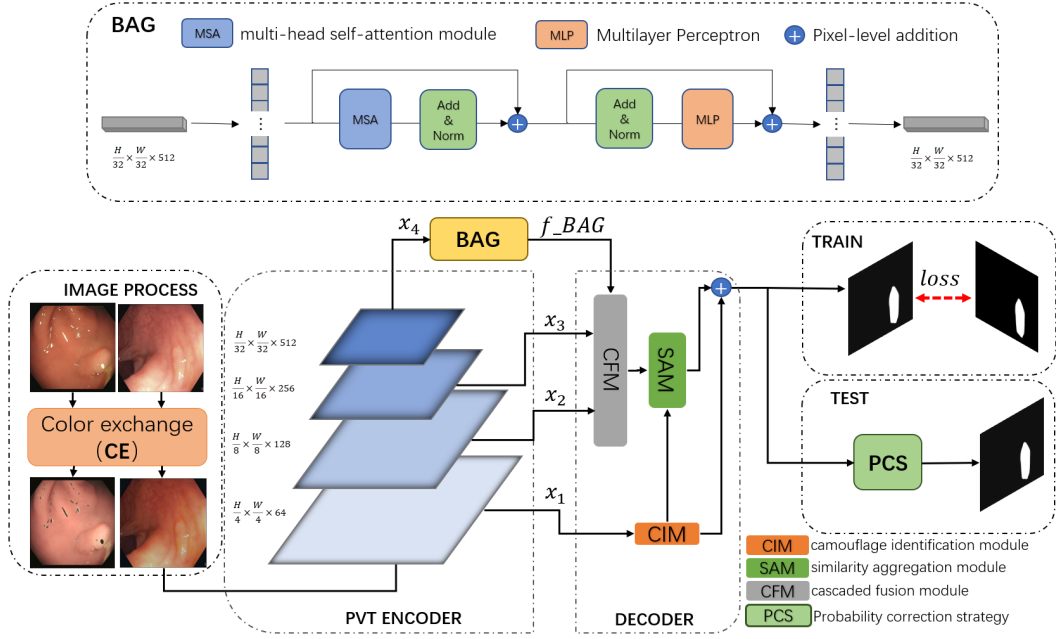 BAG
MSA multi-head self-attention module
MLP Multilayer Perceptron
+ Pixel-level addition
MSA
Add
&
Norm
+
Add
&
Norm
MLP
+
H/32 × W/32 ×512
H/32 × W/32 ×512
x₄
BAG
f_BAG
TRAIN
loss
IMAGE PROCESS
Color exchange
(CE)
H/32 × W/32 ×512
H/16 × W/16 ×256
H/8 × W/8 ×128
H/4 × W/4 ×64
x₃
x₂
x₁
CFM
SAM
CIM
+
PVT ENCODER
DECODER
TEST
PCS
CIM camouflage identification module
SAM similarity aggregation module
CFM cascaded fusion module
PCS Probability correction strategy